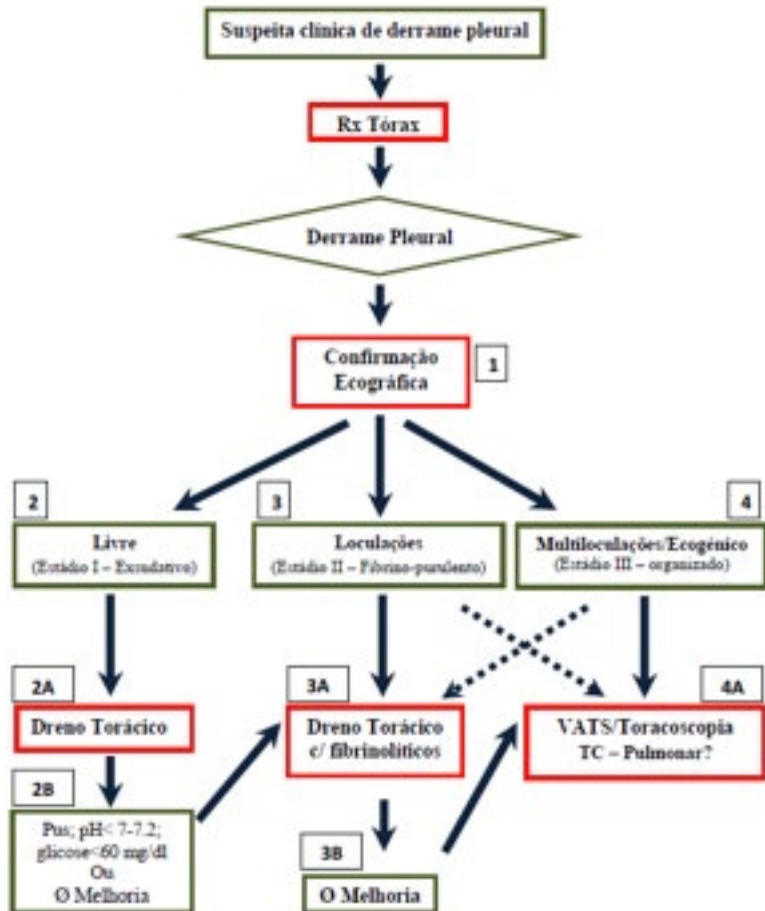 Suspeita clínica de derrame pleural
Rx Tórax
Derrame Pleural
Confirmação
Ecográfica
1
2
Livre
(Estádio I – Exsudativo)
3
Loculações
(Estádio II – Fibrino-purulento)
4
Multiloculações/Ecogénico
(Estádio III – organizado)
2A
Dreno Torácico
3A
Dreno Torácico
c/ fibrinolíticos
4A
VATS/Toracoscopia
TC – Pulmonar?
2B
Pus; pH< 7-7.2;
glicose<60 mg/dl
Ou
Ø Melhoria
3B
O Melhoria